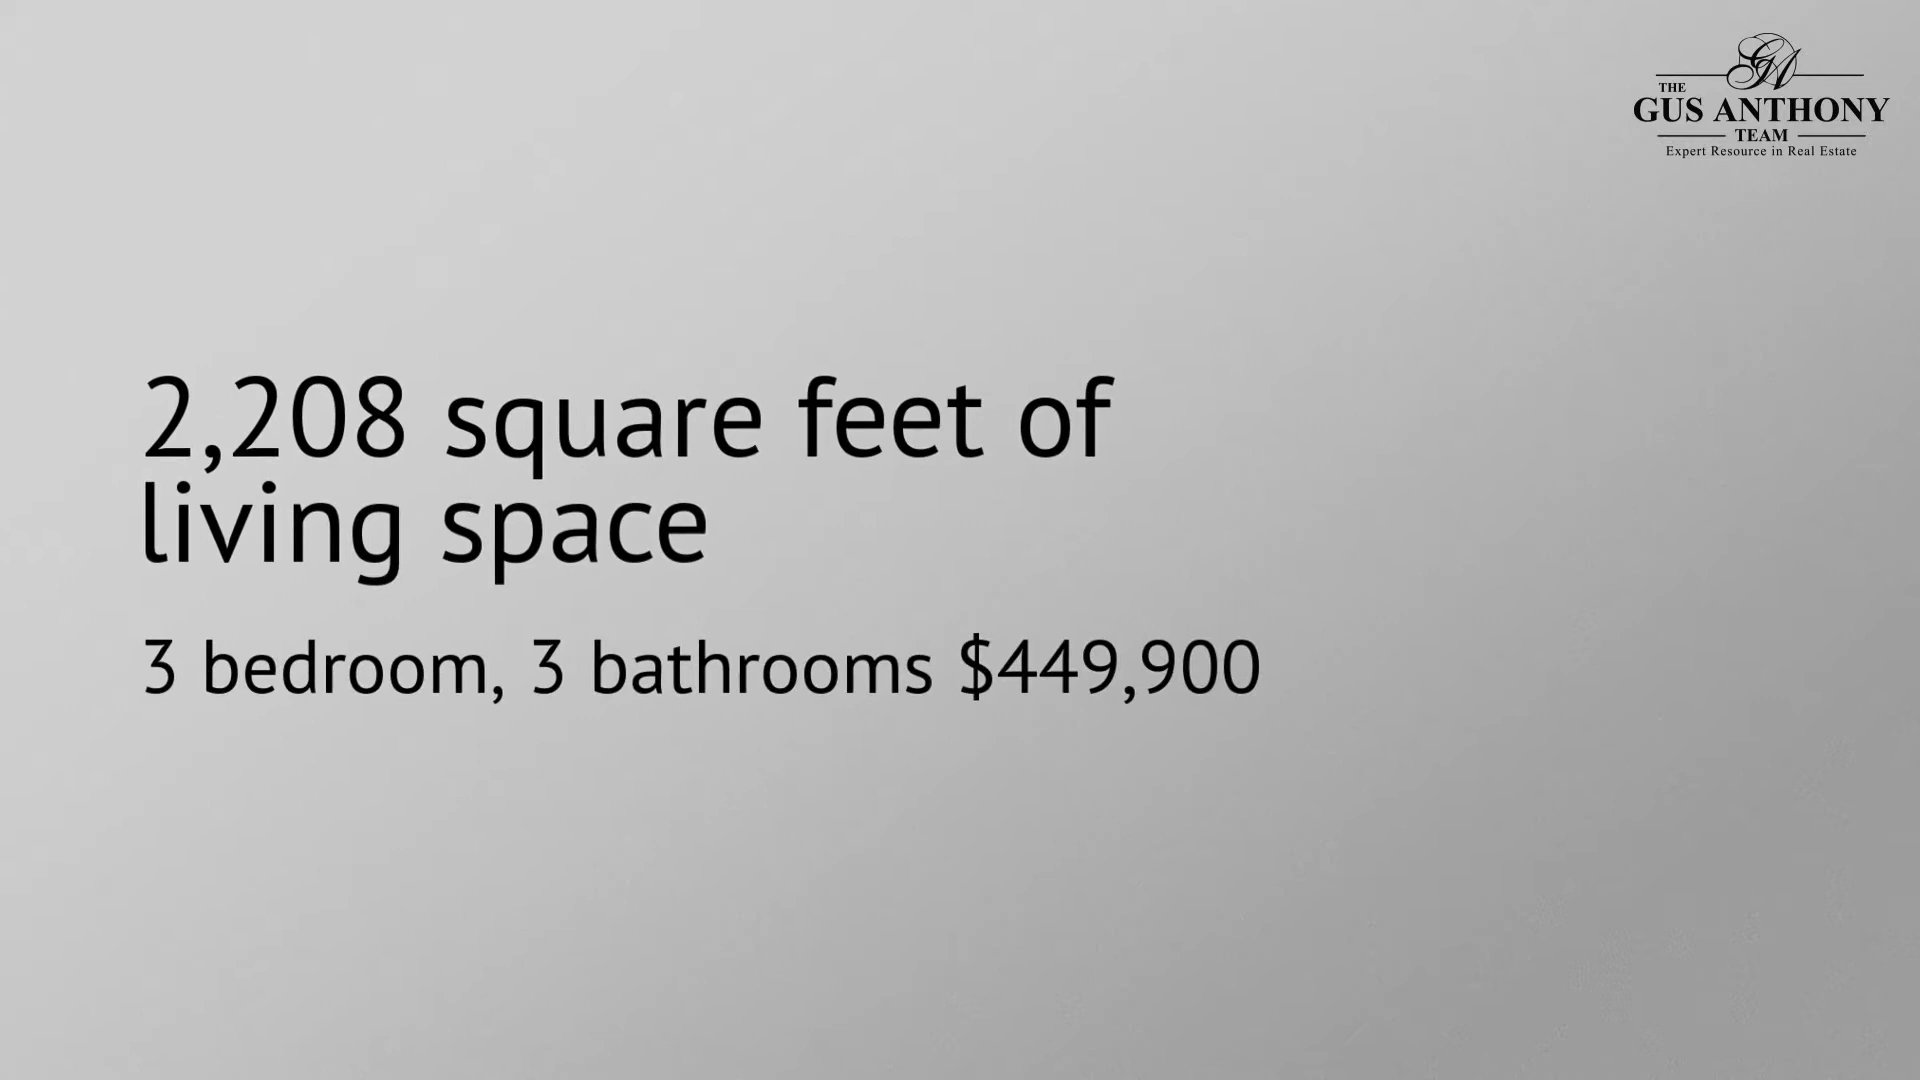 THE
GUS ANTHONY
TEAM
Expert Resource in Real Estate
2,208 square feet of
living space
3 bedroom, 3 bathrooms $449,900